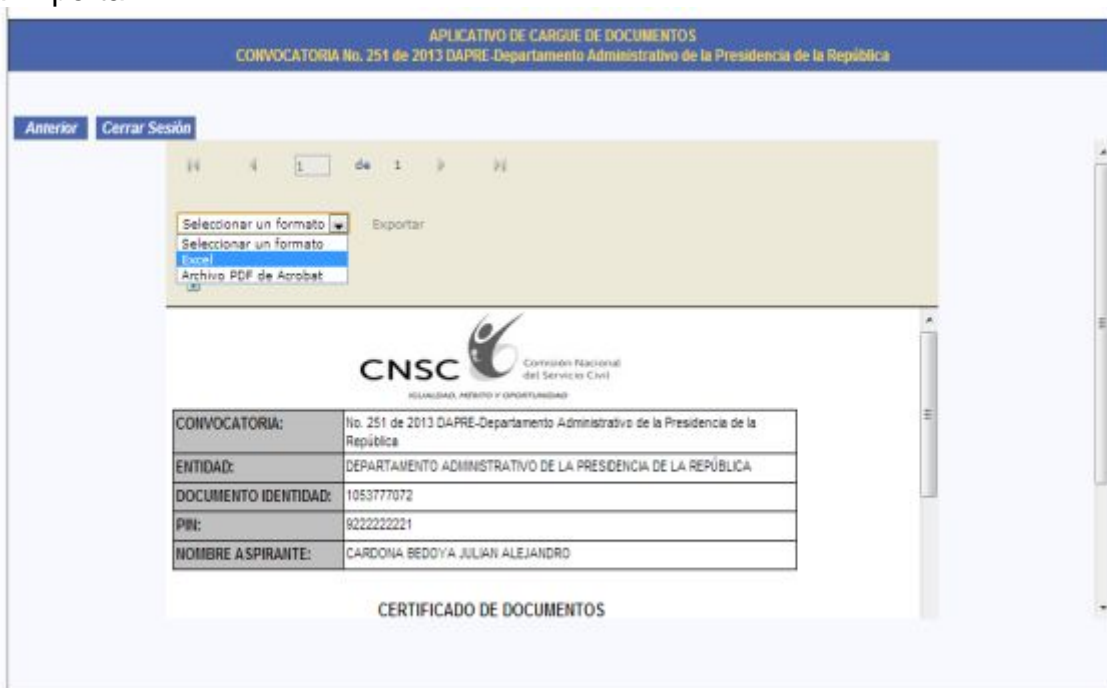 APLICATIVO DE CARGUE DE DOCUMENTOS
CONVOCATORIA No. 251 de 2013 DAPRE-Departamento Administrativo de la Presidencia de la República
Anterior Cerrar Sesión
1 de 1
Seleccionar un formato Exportar
Seleccionar un formato
Excel
Archivo PDF de Acrobat
CNSC Comisión Nacional
del Servicio Civil
IGUALDAD, MÉRITO Y OPORTUNIDAD
CONVOCATORIA: No. 251 de 2013 DAPRE-Departamento Administrativo de la Presidencia de la
República
ENTIDAD: DEPARTAMENTO ADMINISTRATIVO DE LA PRESIDENCIA DE LA REPÚBLICA
DOCUMENTO IDENTIDAD: 1053777072
PIN: 9222222221
NOMBRE ASPIRANTE: CARDONA BEDOYA JULIAN ALEJANDRO
CERTIFICADO DE DOCUMENTOS